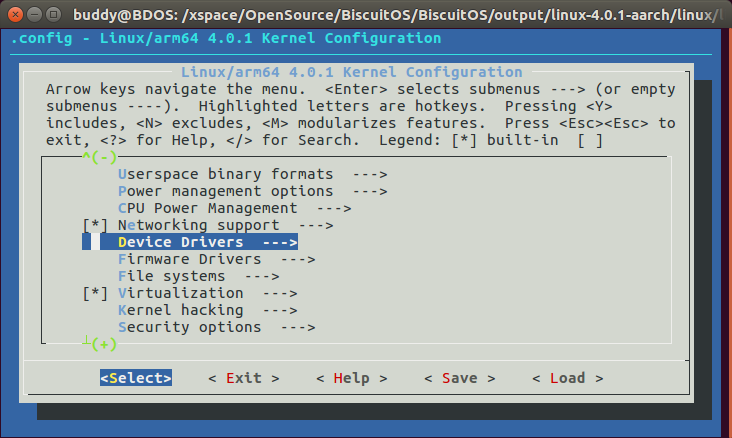 buddy@BDOS: /xspace/OpenSource/BiscuitOS/BiscuitOS/output/linux-4.0.1-aarch/linux/
.config - Linux/arm64 4.0.1 Kernel Configuration
Linux/arm64 4.0.1 Kernel Configuration
Arrow keys navigate the menu.  <Enter> selects submenus ---> (or empty
submenus ----).  Highlighted letters are hotkeys.  Pressing <Y>
includes, <N> excludes, <M> modularizes features.  Press <Esc><Esc> to
exit, <?> for Help, </> for Search.  Legend: [*] built-in  [ ]
^(-)
Userspace binary formats  --->
Power management options  --->
CPU Power Management  --->
[*] Networking support  --->
Device Drivers  --->
Firmware Drivers  --->
File systems  --->
[*] Virtualization  --->
Kernel hacking  --->
Security options  --->
(+)
<Select>    < Exit >    < Help >    < Save >    < Load >